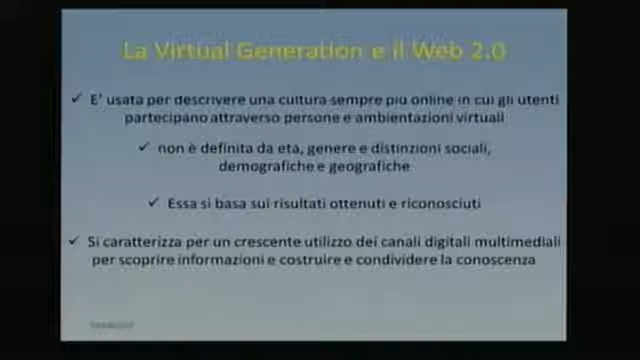 La Virtual Generation e il Web 2.0
✓ E' usata per descrivere una cultura sempre più online in cui gli utenti
partecipano attraverso persone e ambientazioni virtuali
✓ non è definita da età, genere e distinzioni sociali,
demografiche e geografiche
✓ Essa si basa sui risultati ottenuti e riconosciuti
✓ Si caratterizza per un crescente utilizzo dei canali digitali multimediali
per scoprire informazioni e costruire e condividere la conoscenza